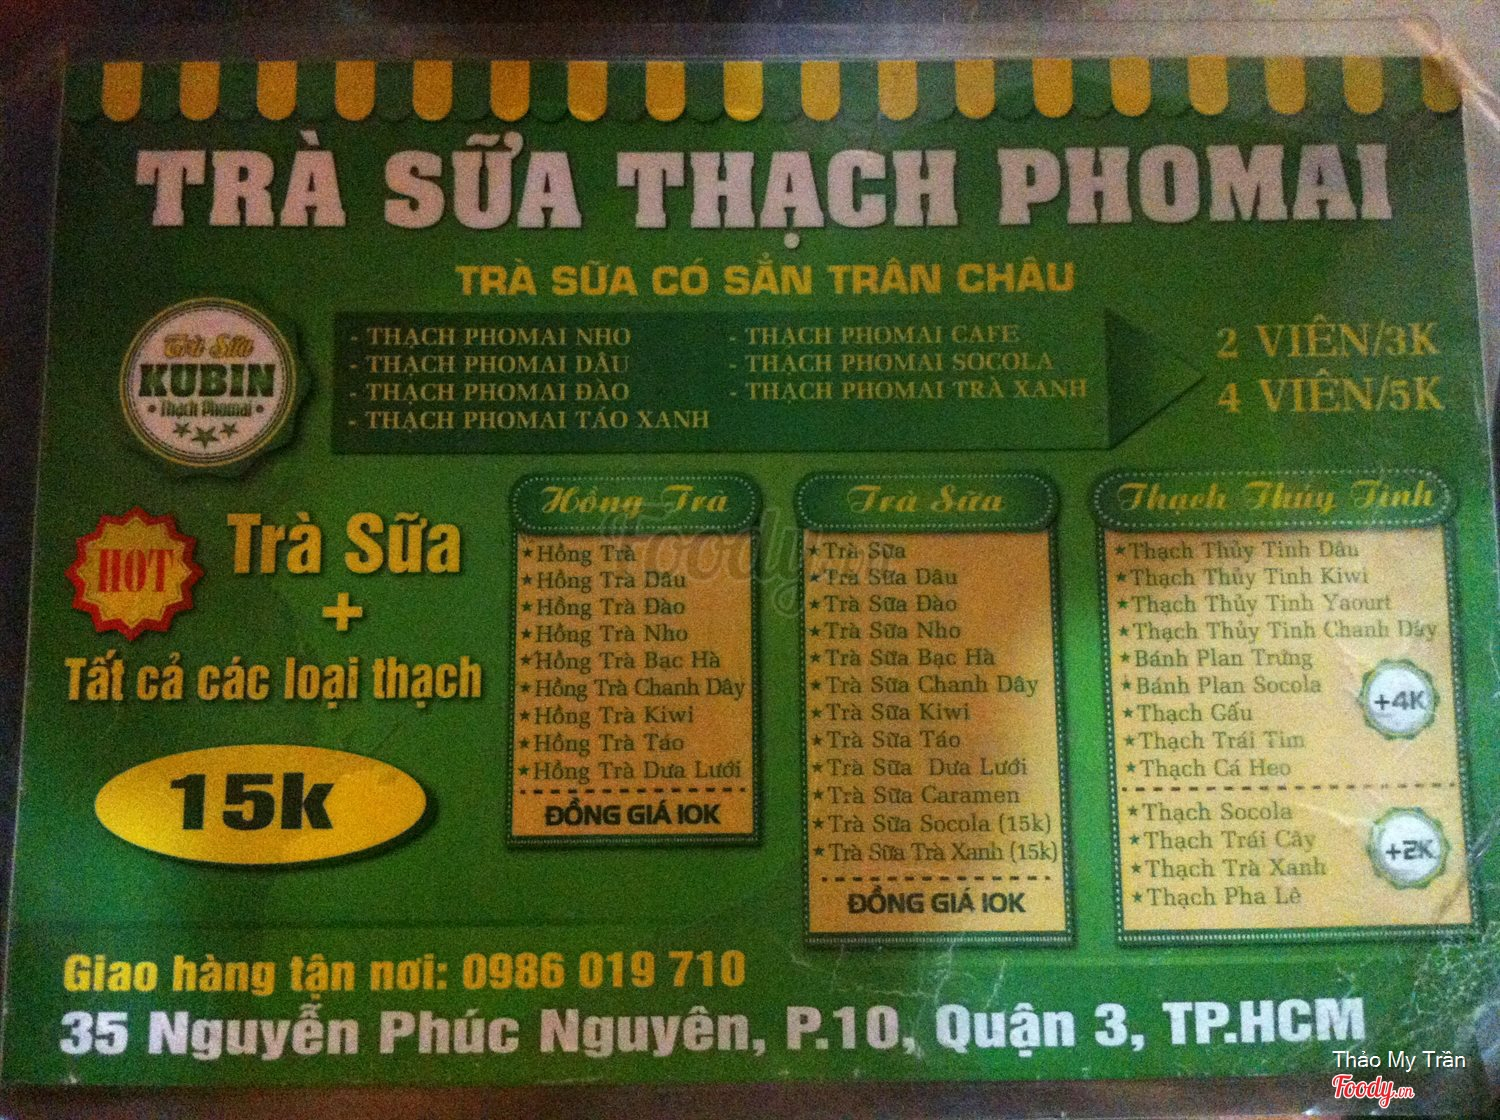 TRÀ SỮA THẠCH PHOMAI
TRÀ SỮA CÓ SẴN TRÂN CHÂU
Trà Sữa
KUBIN
Thạch Phomai
- THẠCH PHOMAI NHO
- THẠCH PHOMAI DÂU
- THẠCH PHOMAI ĐÀO
- THẠCH PHOMAI TÁO XANH
- THẠCH PHOMAI CAFE
- THẠCH PHOMAI SOCOLA
- THẠCH PHOMAI TRÀ XANH
2 VIÊN/3K
4 VIÊN/5K
HOT
Trà Sữa
+
Tất cả các loại thạch
15k
Hồng Trà
★Hồng Trà
★Hồng Trà Dâu
★Hồng Trà Đào
★Hồng Trà Nho
★Hồng Trà Bạc Hà
★Hồng Trà Chanh Dây
★Hồng Trà Kiwi
★Hồng Trà Táo
★Hồng Trà Dưa Lưới
ĐỒNG GIÁ 10K
Trà Sữa
★Trà Sữa
★Trà Sữa Dâu
★Trà Sữa Đào
★Trà Sữa Nho
★Trà Sữa Bạc Hà
★Trà Sữa Chanh Dây
★Trà Sữa Kiwi
★Trà Sữa Táo
★Trà Sữa Dưa Lưới
★Trà Sữa Caramen
★Trà Sữa Socola (15k)
★Trà Sữa Trà Xanh (15k)
ĐỒNG GIÁ 10K
Thạch Thủy Tinh
★Thạch Thủy Tinh Dâu
★Thạch Thủy Tinh Kiwi
★Thạch Thủy Tinh Yaourt
★Thạch Thủy Tinh Chanh Dây
★Bánh Plan Trứng
★Bánh Plan Socola
★Thạch Gấu
★Thạch Trái Tim
★Thạch Cá Heo
+4K
★Thạch Socola
★Thạch Trái Cây
★Thạch Trà Xanh
★Thạch Pha Lê
+2K
Giao hàng tận nơi: 0986 019 710
35 Nguyễn Phúc Nguyên, P.10, Quận 3, TP.HCM
Foody.vn
Thảo My Trần
Foody.vn